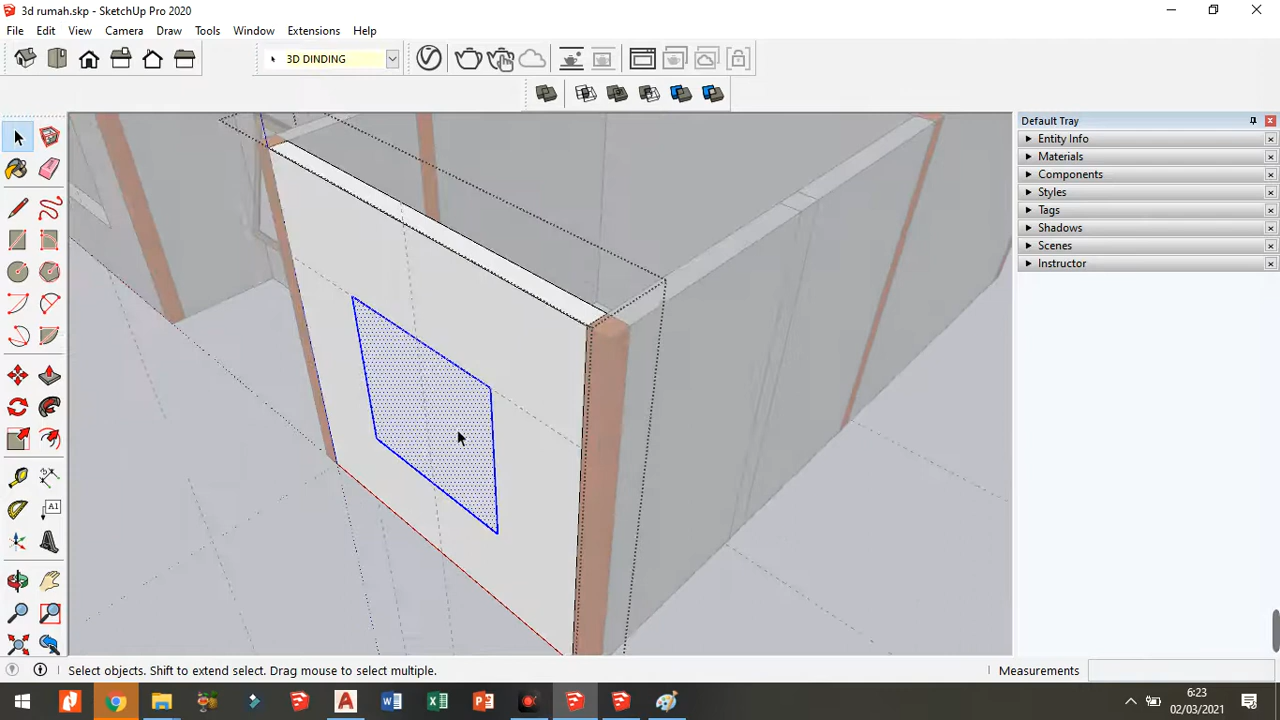 3d rumah.skp - SketchUp Pro 2020
File Edit View Camera Draw Tools Window Extensions Help
3D DINDING
Default Tray
Entity Info
Materials
Components
Styles
Tags
Shadows
Scenes
Instructor
A1
Select objects. Shift to extend select. Drag mouse to select multiple.
Measurements
6:23
02/03/2021